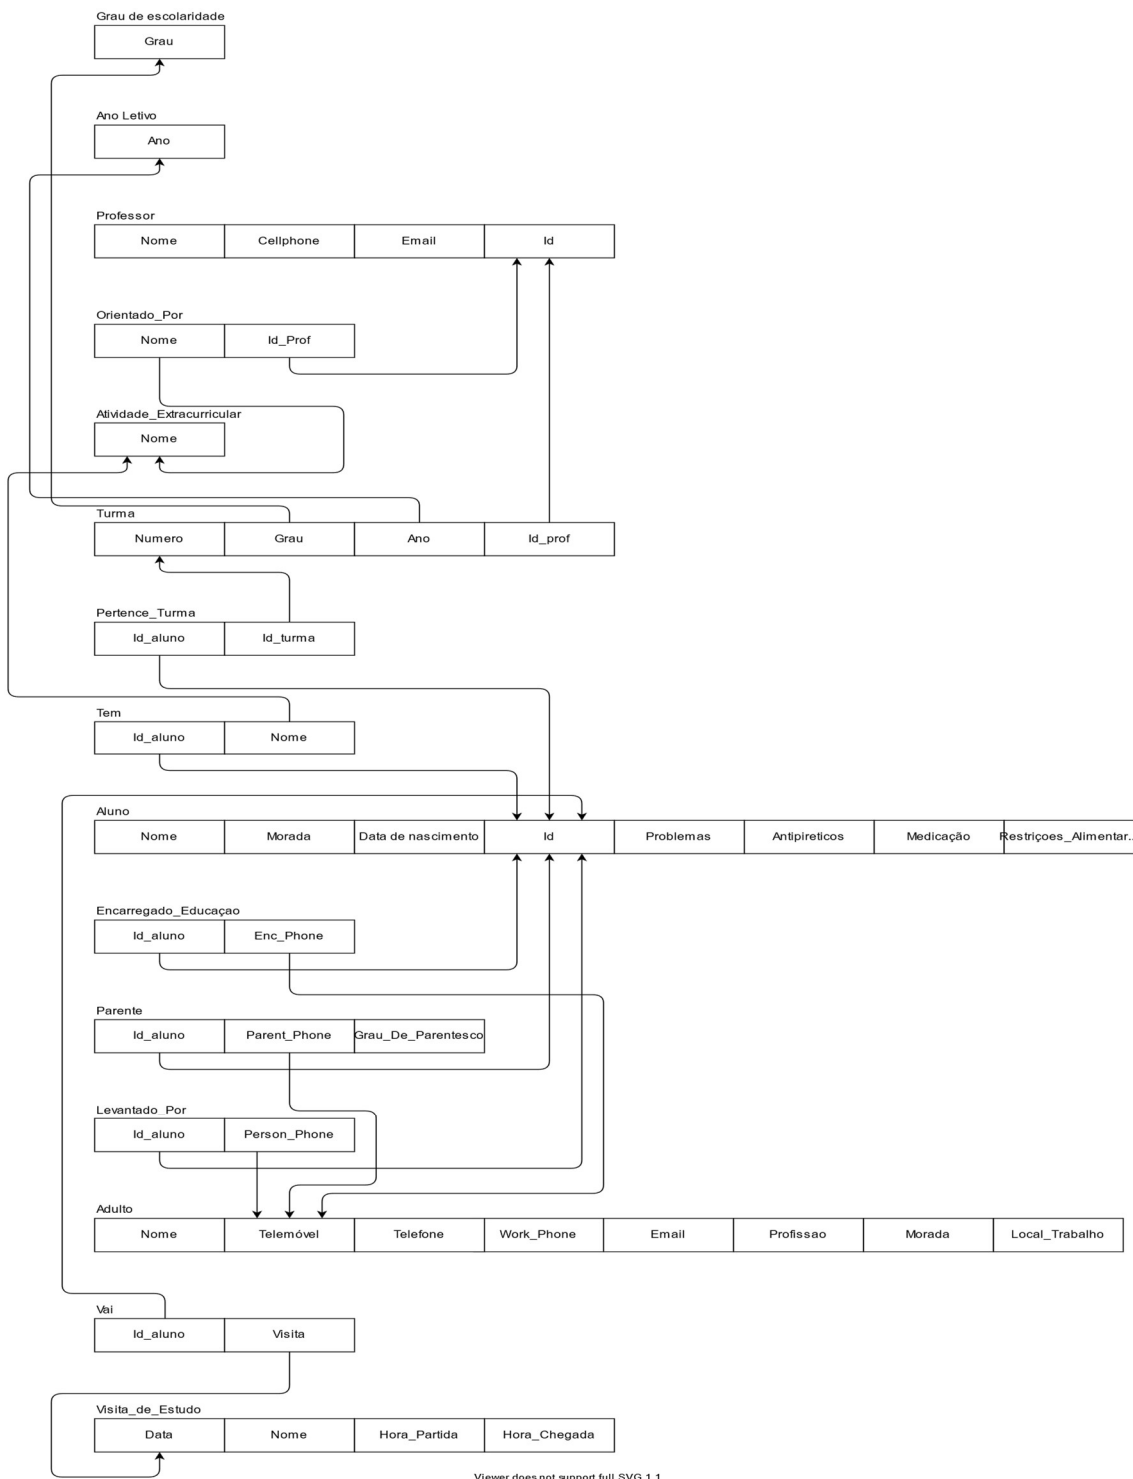 Grau de escolaridade
Grau
Ano Letivo
Ano
Professor
Nome Cellphone Email Id
Orientado_Por
Nome Id_Prof
Atividade_Extracurricular
Nome
Turma
Numero Grau Ano Id_prof
Pertence_Turma
Id_aluno Id_turma
Tem
Id_aluno Nome
Aluno
Nome Morada Data de nascimento Id Problemas Antipireticos Medicação Restriçoes_Alimentar...
Encarregado_Educaçao
Id_aluno Enc_Phone
Parente
Id_aluno Parent_Phone Grau_De_Parentesco
Levantado_Por
Id_aluno Person_Phone
Adulto
Nome Telemóvel Telefone Work_Phone Email Profissao Morada Local_Trabalho
Vai
Id_aluno Visita
Visita_de_Estudo
Data Nome Hora_Partida Hora_Chegada
Viewer does not support full SVG 1.1